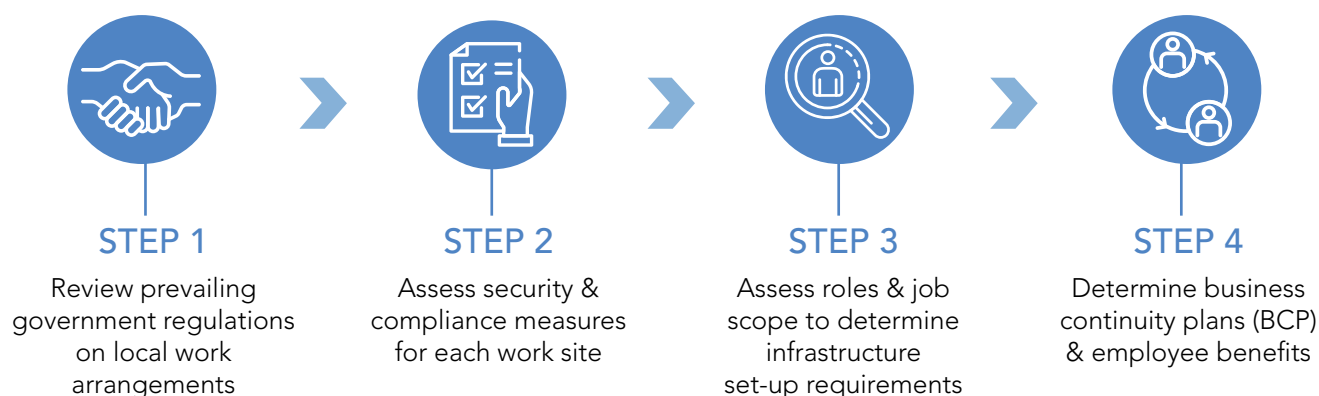 STEP 1
Review prevailing
government regulations
on local work
arrangements
STEP 2
Assess security &
compliance measures
for each work site
STEP 3
Assess roles & job
scope to determine
infrastructure
set-up requirements
STEP 4
Determine business
continuity plans (BCP)
& employee benefits